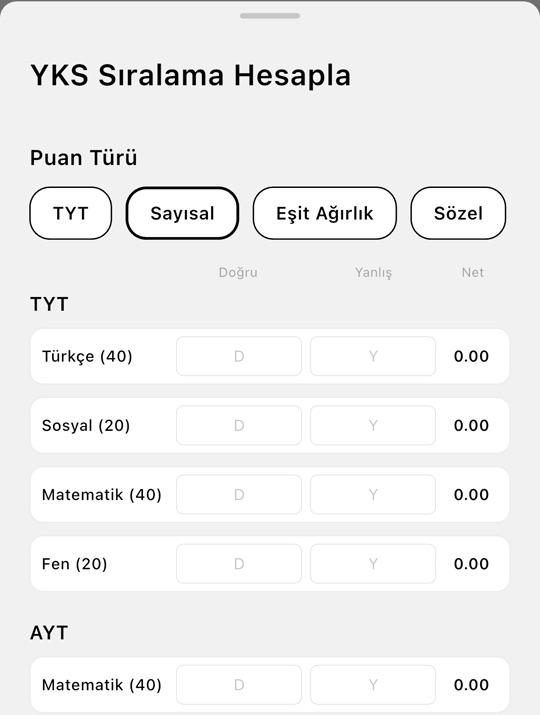 YKS Sıralama Hesapla
Puan Türü
TYT Sayısal Eşit Ağırlık Sözel
Doğru Yanlış Net
TYT
Türkçe (40) D Y 0.00
Sosyal (20) D Y 0.00
Matematik (40) D Y 0.00
Fen (20) D Y 0.00
AYT
Matematik (40) D Y 0.00